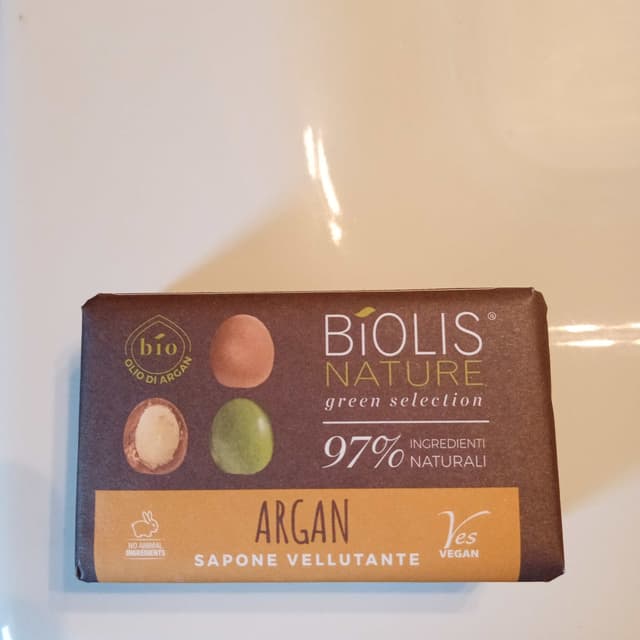 bio
OLIO DI ARGAN
BiOLIS®
NATURE
green selection
97% INGREDIENTI
NATURALI
ARGAN
SAPONE VELLUTANTE
NO ANIMAL
INGREDIENTS
Yes
VEGAN